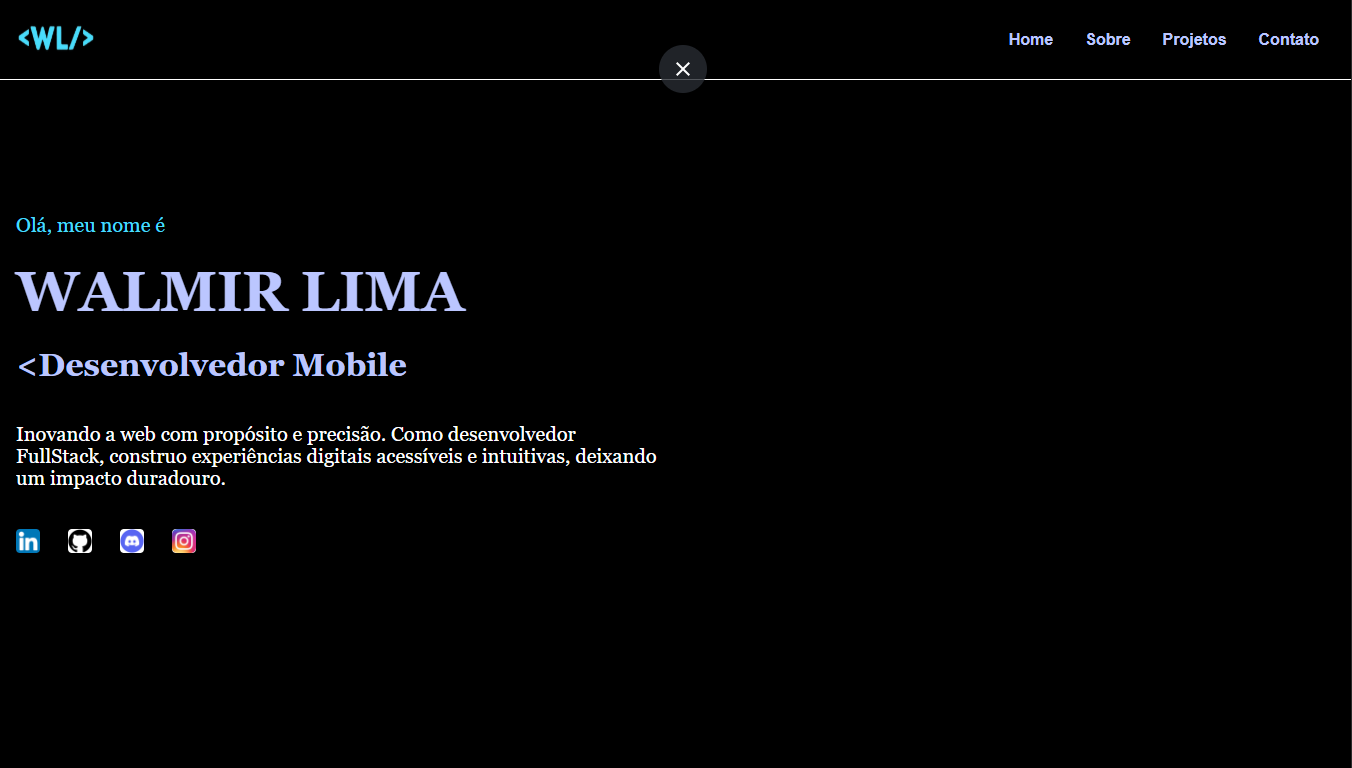 <WL/>
Home Sobre Projetos Contato
Olá, meu nome é
WALMIR LIMA
<Desenvolvedor Mobile
Inovando a web com propósito e precisão. Como desenvolvedor
FullStack, construo experiências digitais acessíveis e intuitivas, deixando
um impacto duradouro.
in